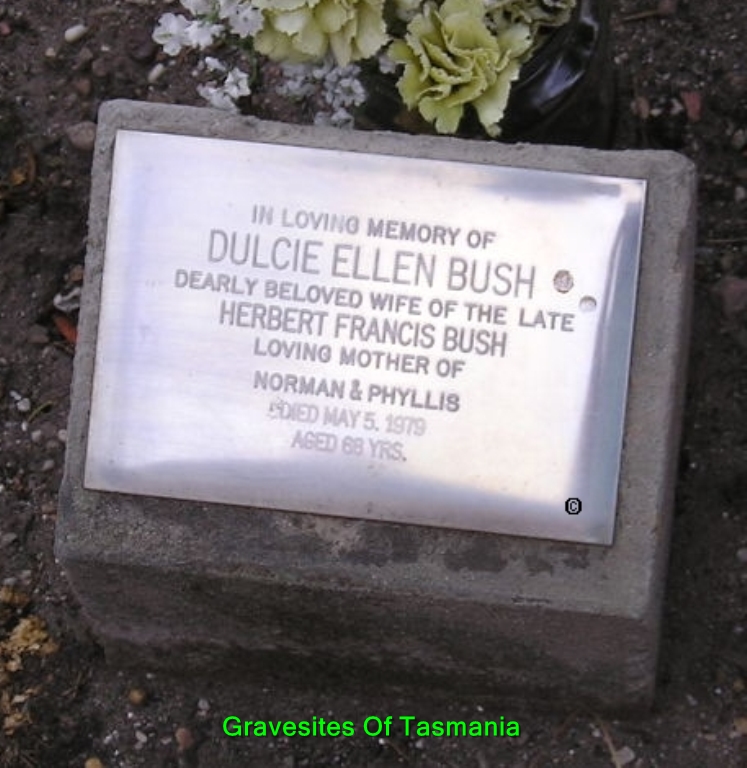 IN LOVING MEMORY OF
DULCIE ELLEN BUSH
DEARLY BELOVED WIFE OF THE LATE
HERBERT FRANCIS BUSH
LOVING MOTHER OF
NORMAN & PHYLLIS
DIED MAY 5. 1979
AGED 68 YRS.
©
Gravesites Of Tasmania